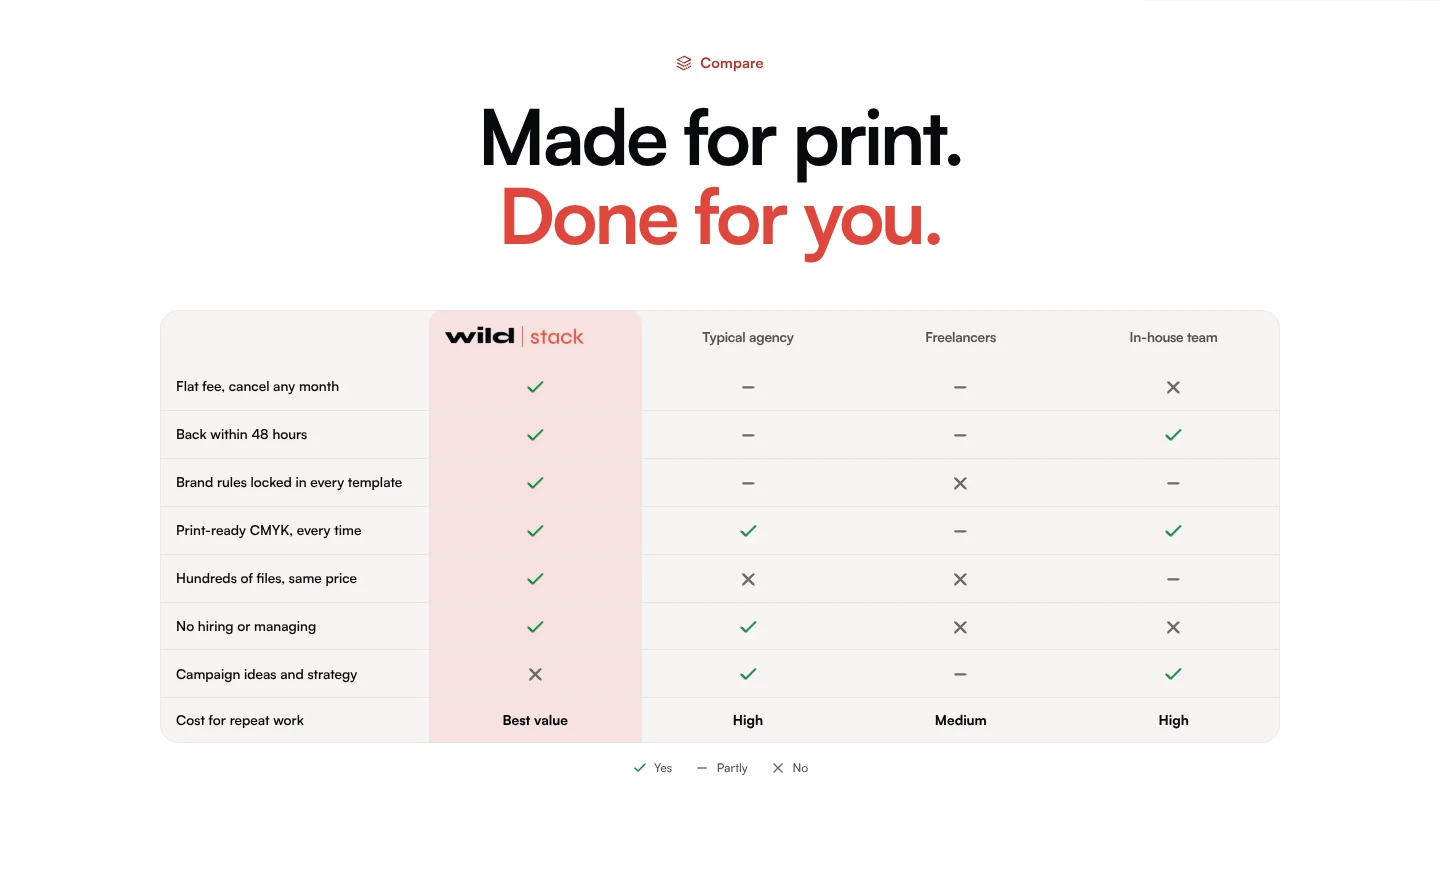 Compare
Made for print.
Done for you.
wild | stack
Typical agency
Freelancers
In-house team
Flat fee, cancel any month
Back within 48 hours
Brand rules locked in every template
Print-ready CMYK, every time
Hundreds of files, same price
No hiring or managing
Campaign ideas and strategy
Cost for repeat work
Best value
High
Medium
High
Yes
Partly
No